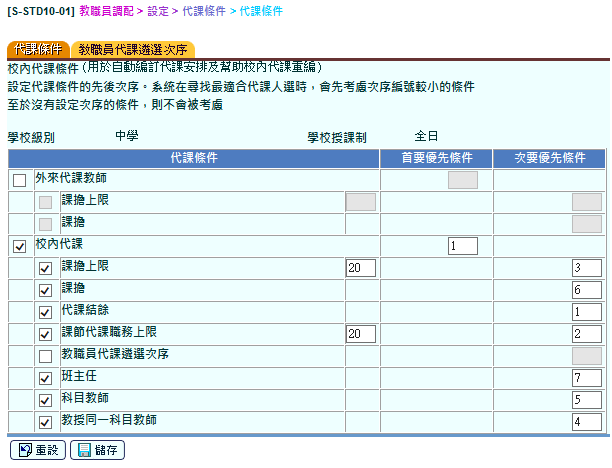 [S-STD10-01] 教職員調配 > 設定 > 代課條件 > 代課條件
代課條件 教職員代課遴選次序
校內代課條件 (用於自動編訂代課安排及幫助校內代課重編)
設定代課條件的先後次序。系統在尋找最適合代課人選時，會先考慮次序編號較小的條件
至於沒有設定次序的條件，則不會被考慮
學校級別 中學 學校授課制 全日
代課條件 首要優先條件 次要優先條件
外來代課教師
課擔上限
課擔
校內代課 1
課擔上限 20 3
課擔 6
代課結餘 1
課節代課職務上限 20 2
教職員代課遴選次序
班主任 7
科目教師 5
教授同一科目教師 4
重設 儲存